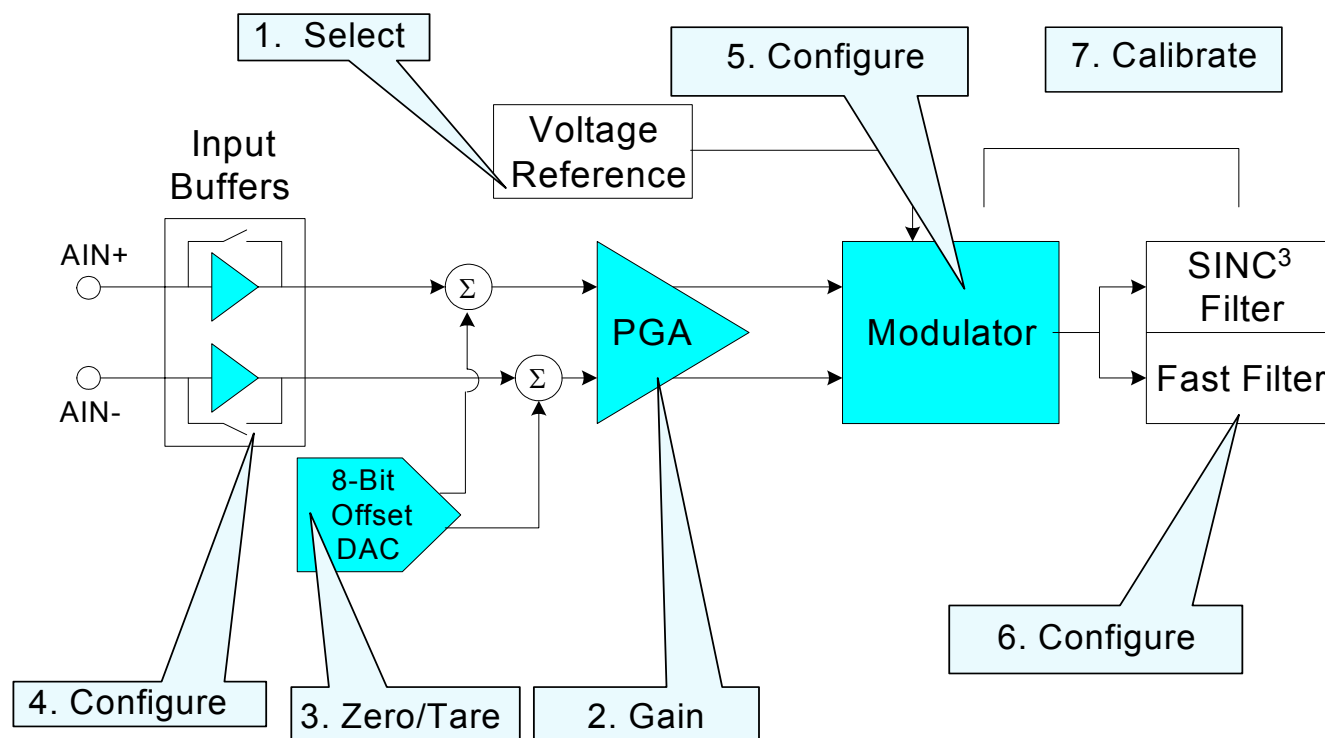 1. Select
5. Configure
7. Calibrate
Voltage
Reference
Input
Buffers
AIN+
AIN-
Σ
Σ
PGA
Modulator
SINC³
Filter
Fast Filter
8-Bit
Offset
DAC
4. Configure
3. Zero/Tare
2. Gain
6. Configure